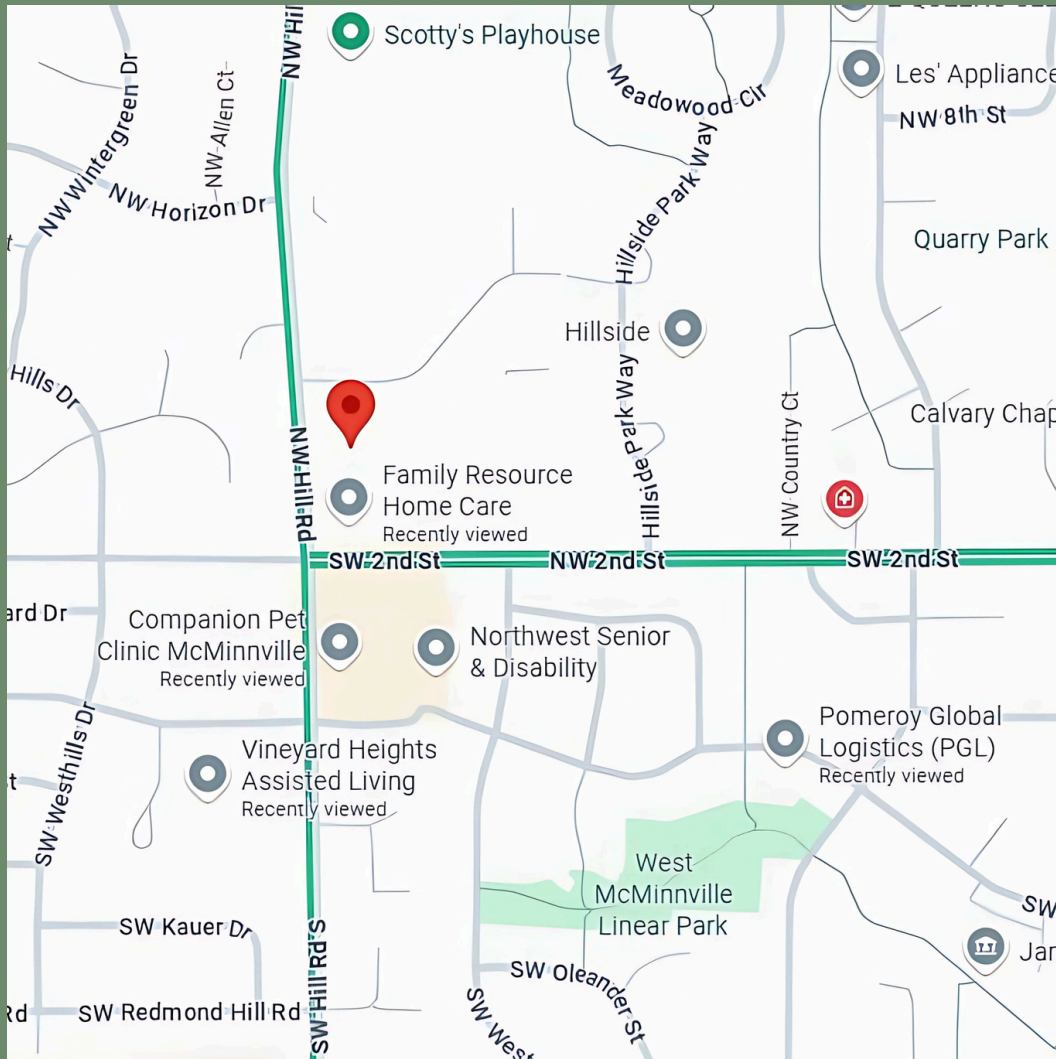 Scotty's Playhouse
NW Hil
Les' Appliance
Meadowood Cir
NW 8th St
NW Wintergreen Dr
NW Allen Ct
NW Horizon Dr
Hillside Park Way
Quarry Park
Hillside
Hills Dr
Hillside Park Way
NW Country Ct
Calvary Chap
NW Hill Rd
Family Resource
Home Care
Recently viewed
SW 2nd St
NW 2nd St
SW 2nd St
ard Dr
Companion Pet
Clinic McMinnville
Recently viewed
Northwest Senior
& Disability
Pomeroy Global
Logistics (PGL)
Recently viewed
Vineyard Heights
Assisted Living
Recently viewed
SW Westhills Dr
st
West
McMinnville
Linear Park
SW Kauer Dr
SW Hill Rd S
SW
Jar
SW Oleander St
Rd
SW Redmond Hill Rd
SW West